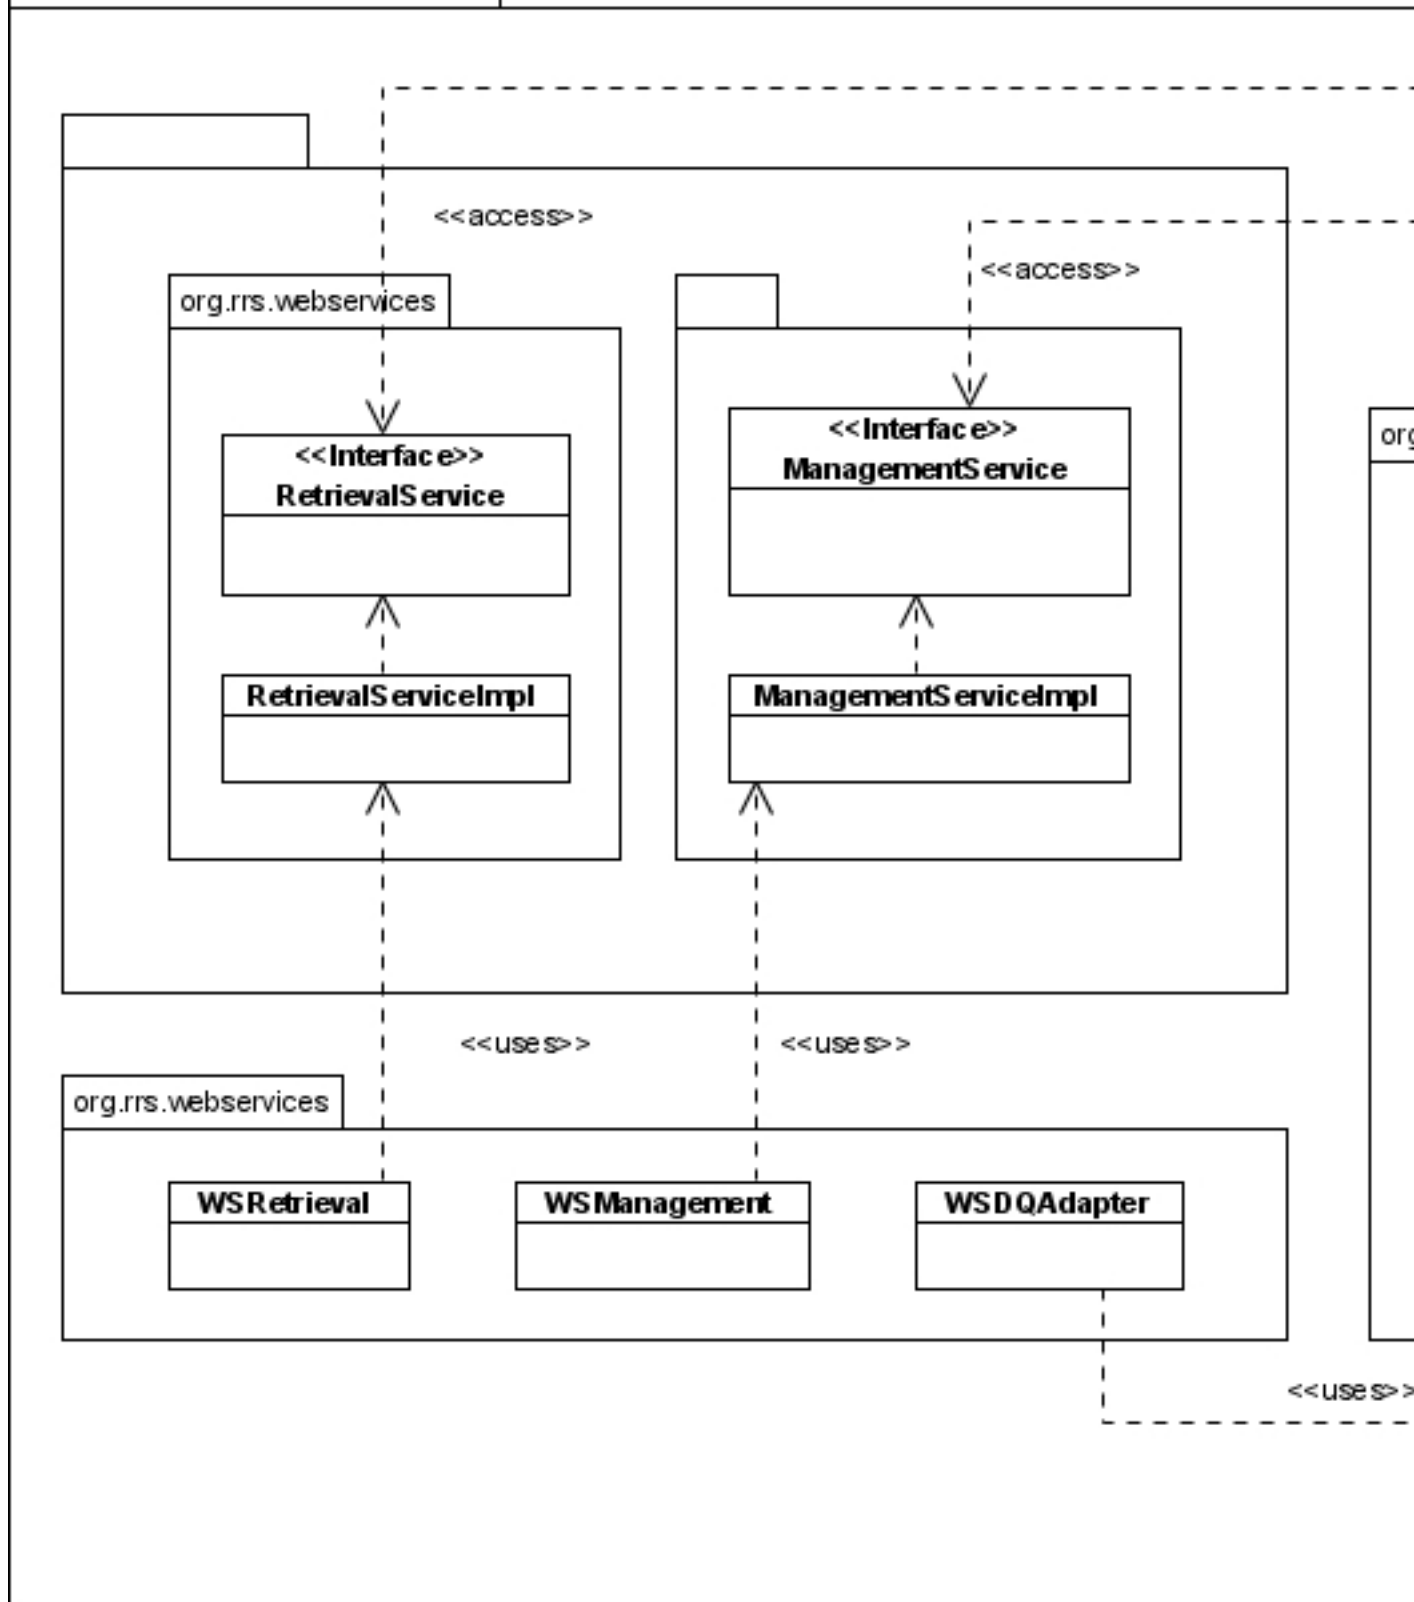 <<access>>
<<access>>
org.rrs.webservices
<<Interface>>
RetrievalService
<<Interface>>
ManagementService
org
RetrievalServiceImpl
ManagementServiceImpl
<<uses>>
<<uses>>
org.rrs.webservices
WSRetrieval
WSManagement
WSDQAdapter
<<uses>>